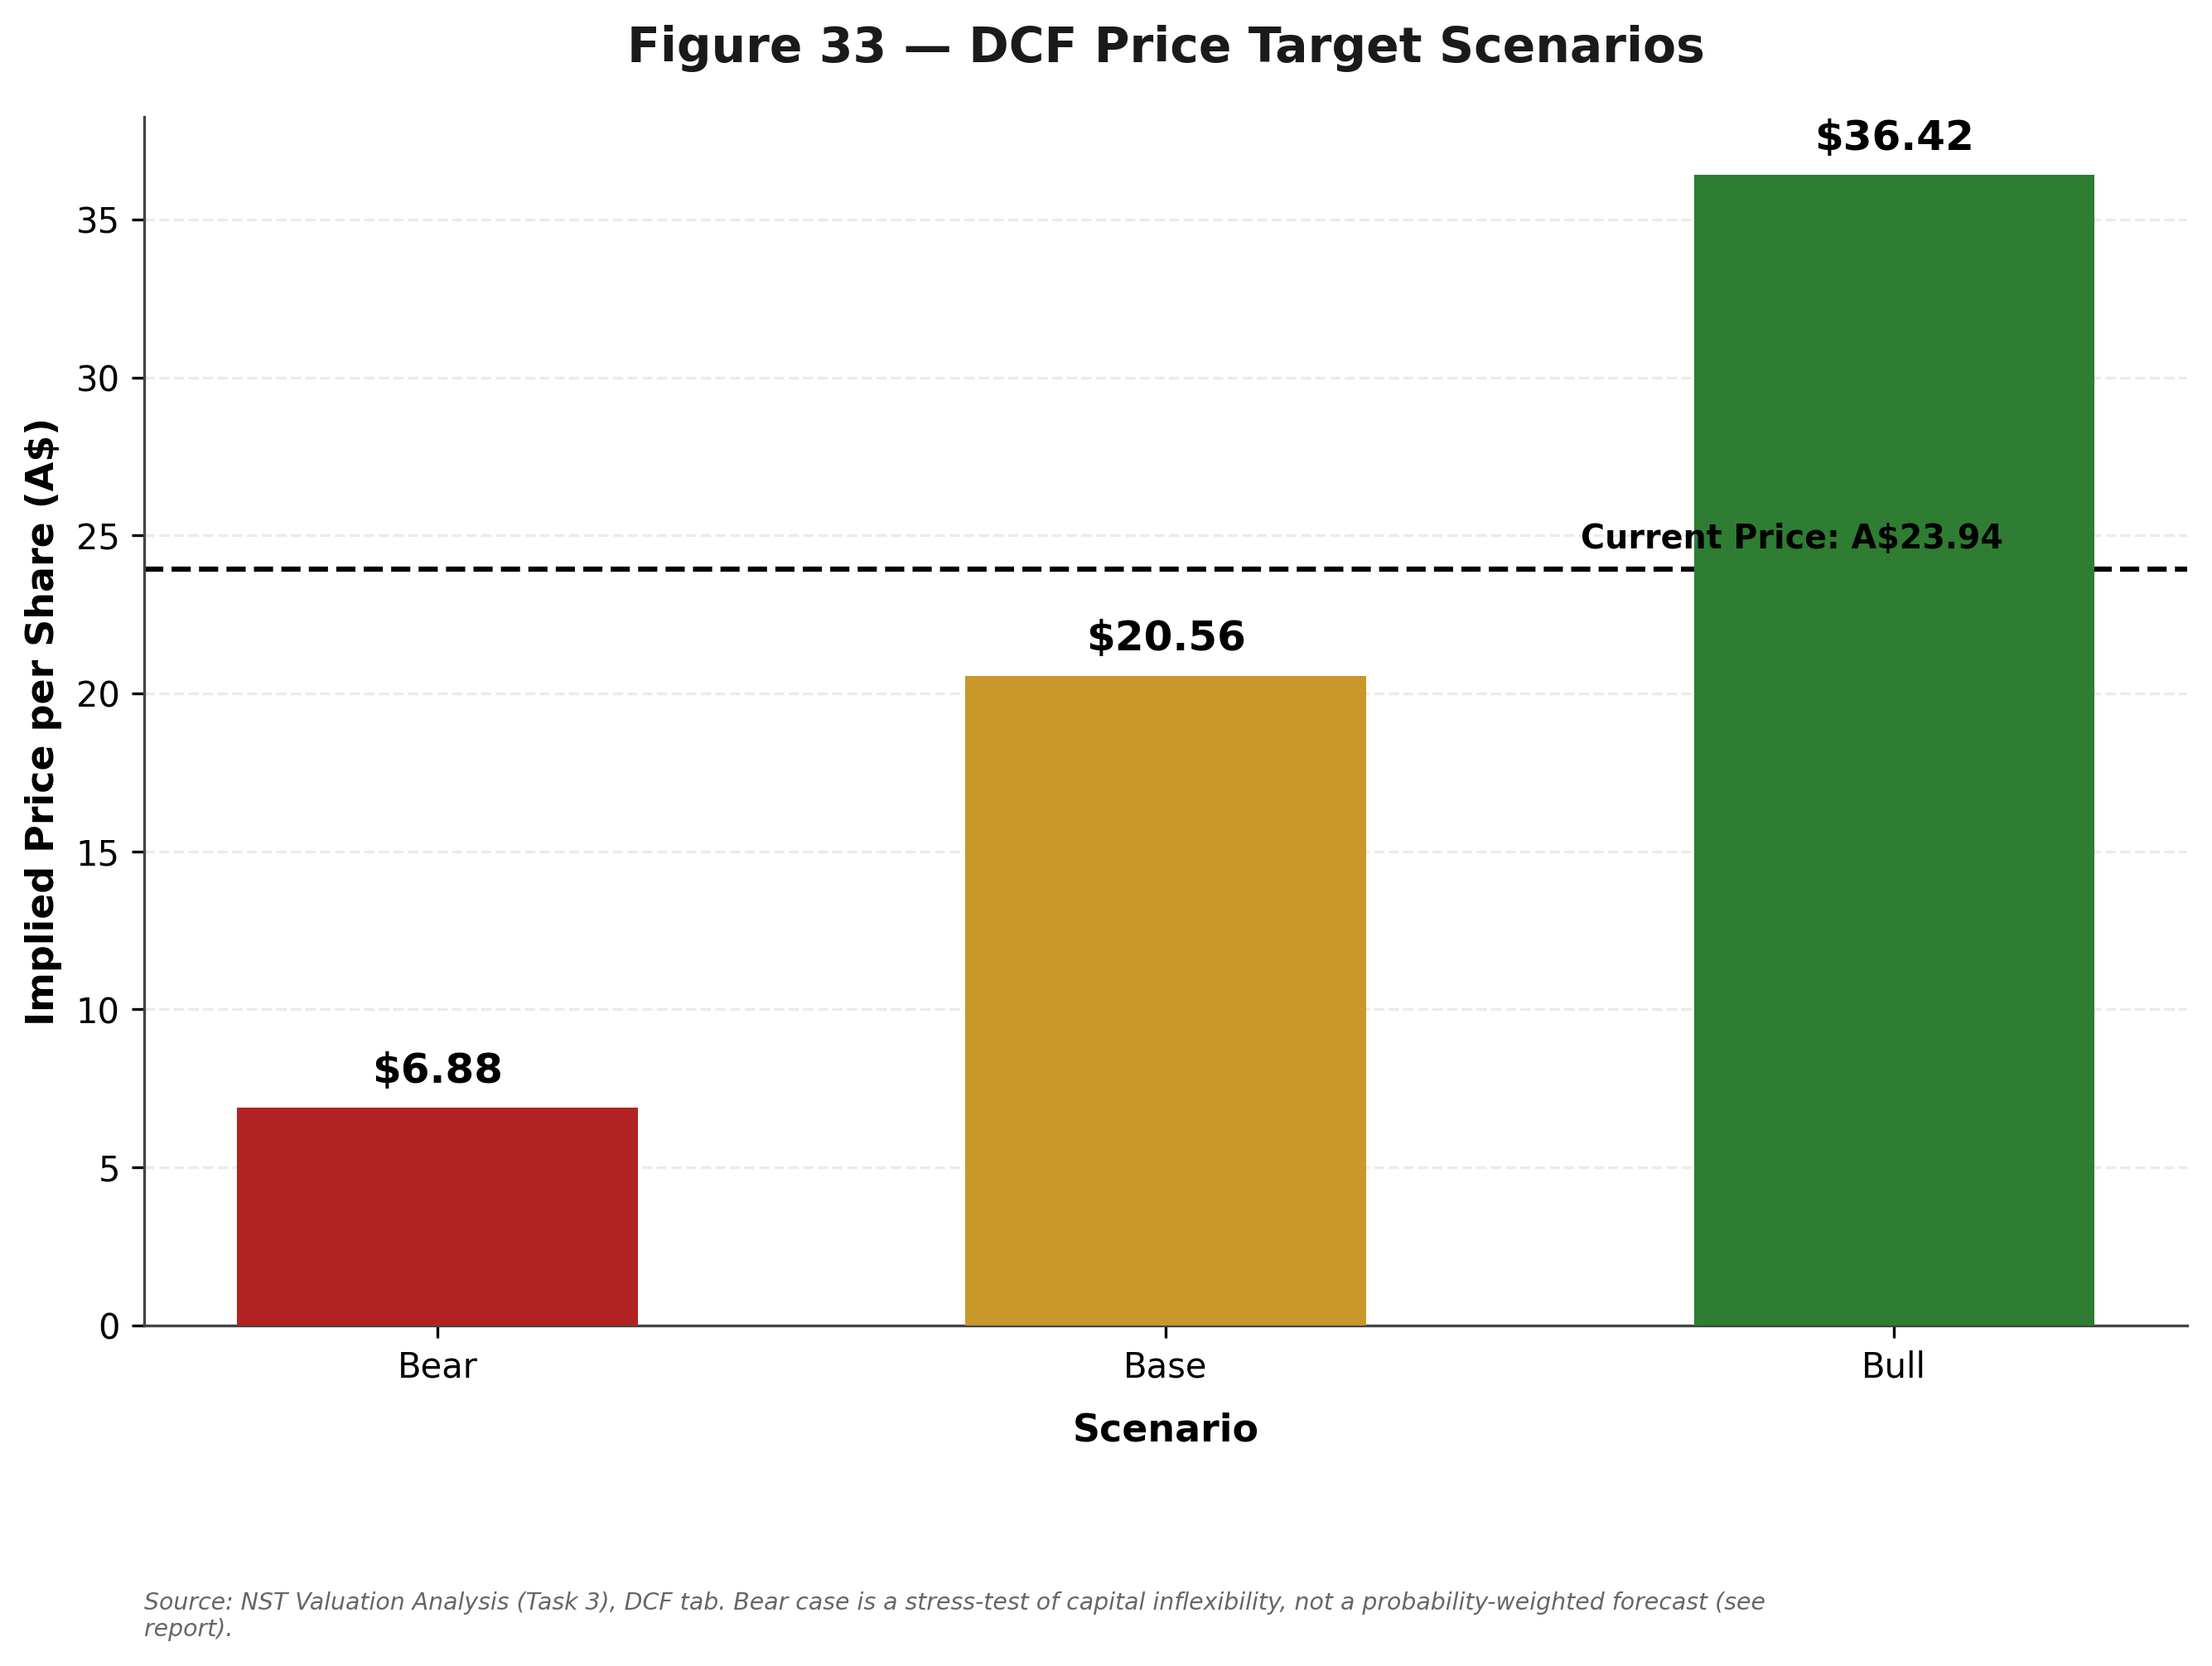 Figure 33 — DCF Price Target Scenarios
Implied Price per Share (A$)
35
30
25
20
15
10
5
0
$36.42
Current Price: A$23.94
$20.56
$6.88
Bear
Base
Bull
Scenario
Source: NST Valuation Analysis (Task 3), DCF tab. Bear case is a stress-test of capital inflexibility, not a probability-weighted forecast (see
report).